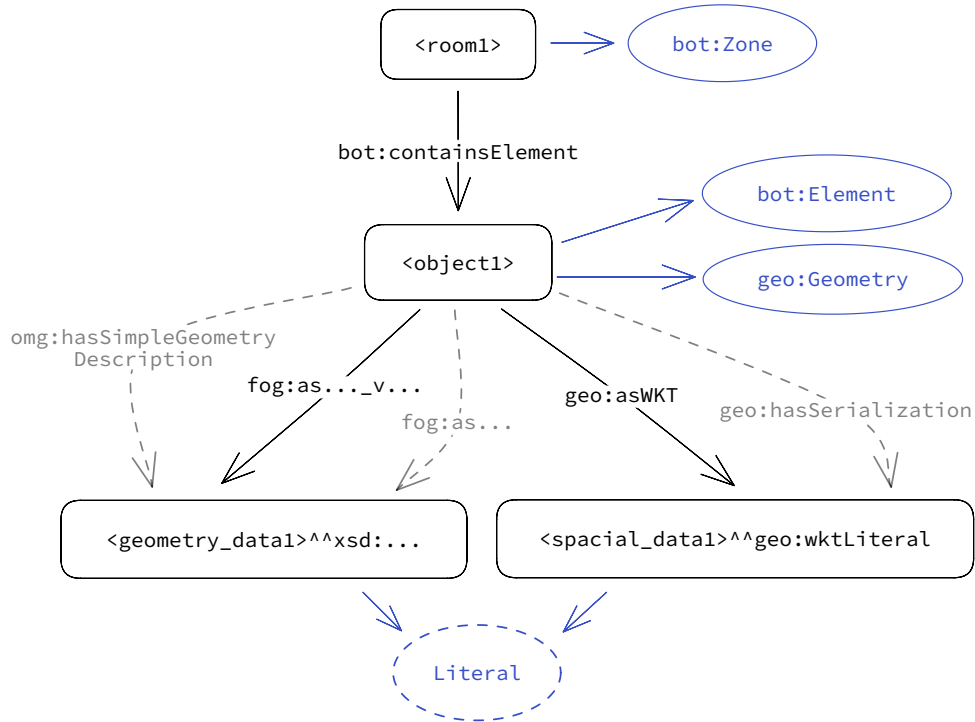 <room1>
bot:Zone
bot:containsElement
bot:Element
<object1>
geo:Geometry
omg:hasSimpleGeometry
Description
fog:as..._v...
geo:asWKT
fog:as...
geo:hasSerialization
<geometry_data1>^^xsd:...
<spacial_data1>^^geo:wktLiteral
Literal